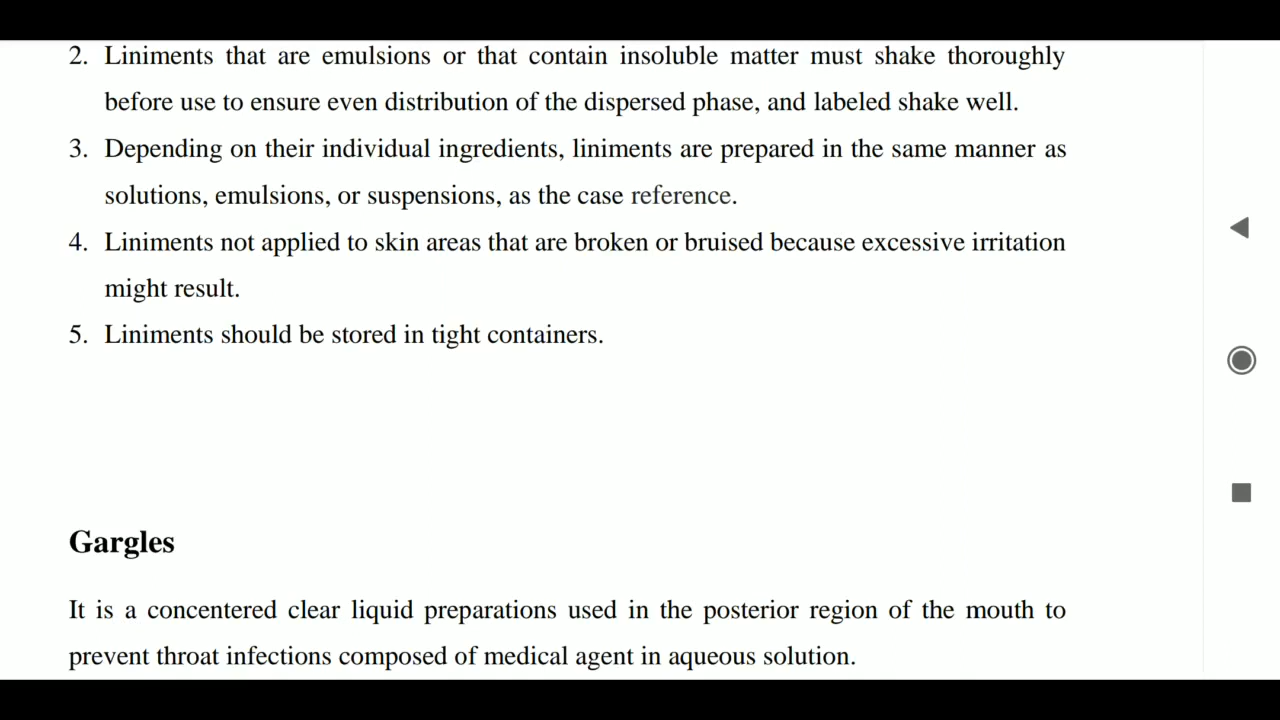 2. Liniments that are emulsions or that contain insoluble matter must shake thoroughly
before use to ensure even distribution of the dispersed phase, and labeled shake well.
3. Depending on their individual ingredients, liniments are prepared in the same manner as
solutions, emulsions, or suspensions, as the case reference.
4. Liniments not applied to skin areas that are broken or bruised because excessive irritation
might result.
5. Liniments should be stored in tight containers.
Gargles
It is a concentered clear liquid preparations used in the posterior region of the mouth to
prevent throat infections composed of medical agent in aqueous solution.